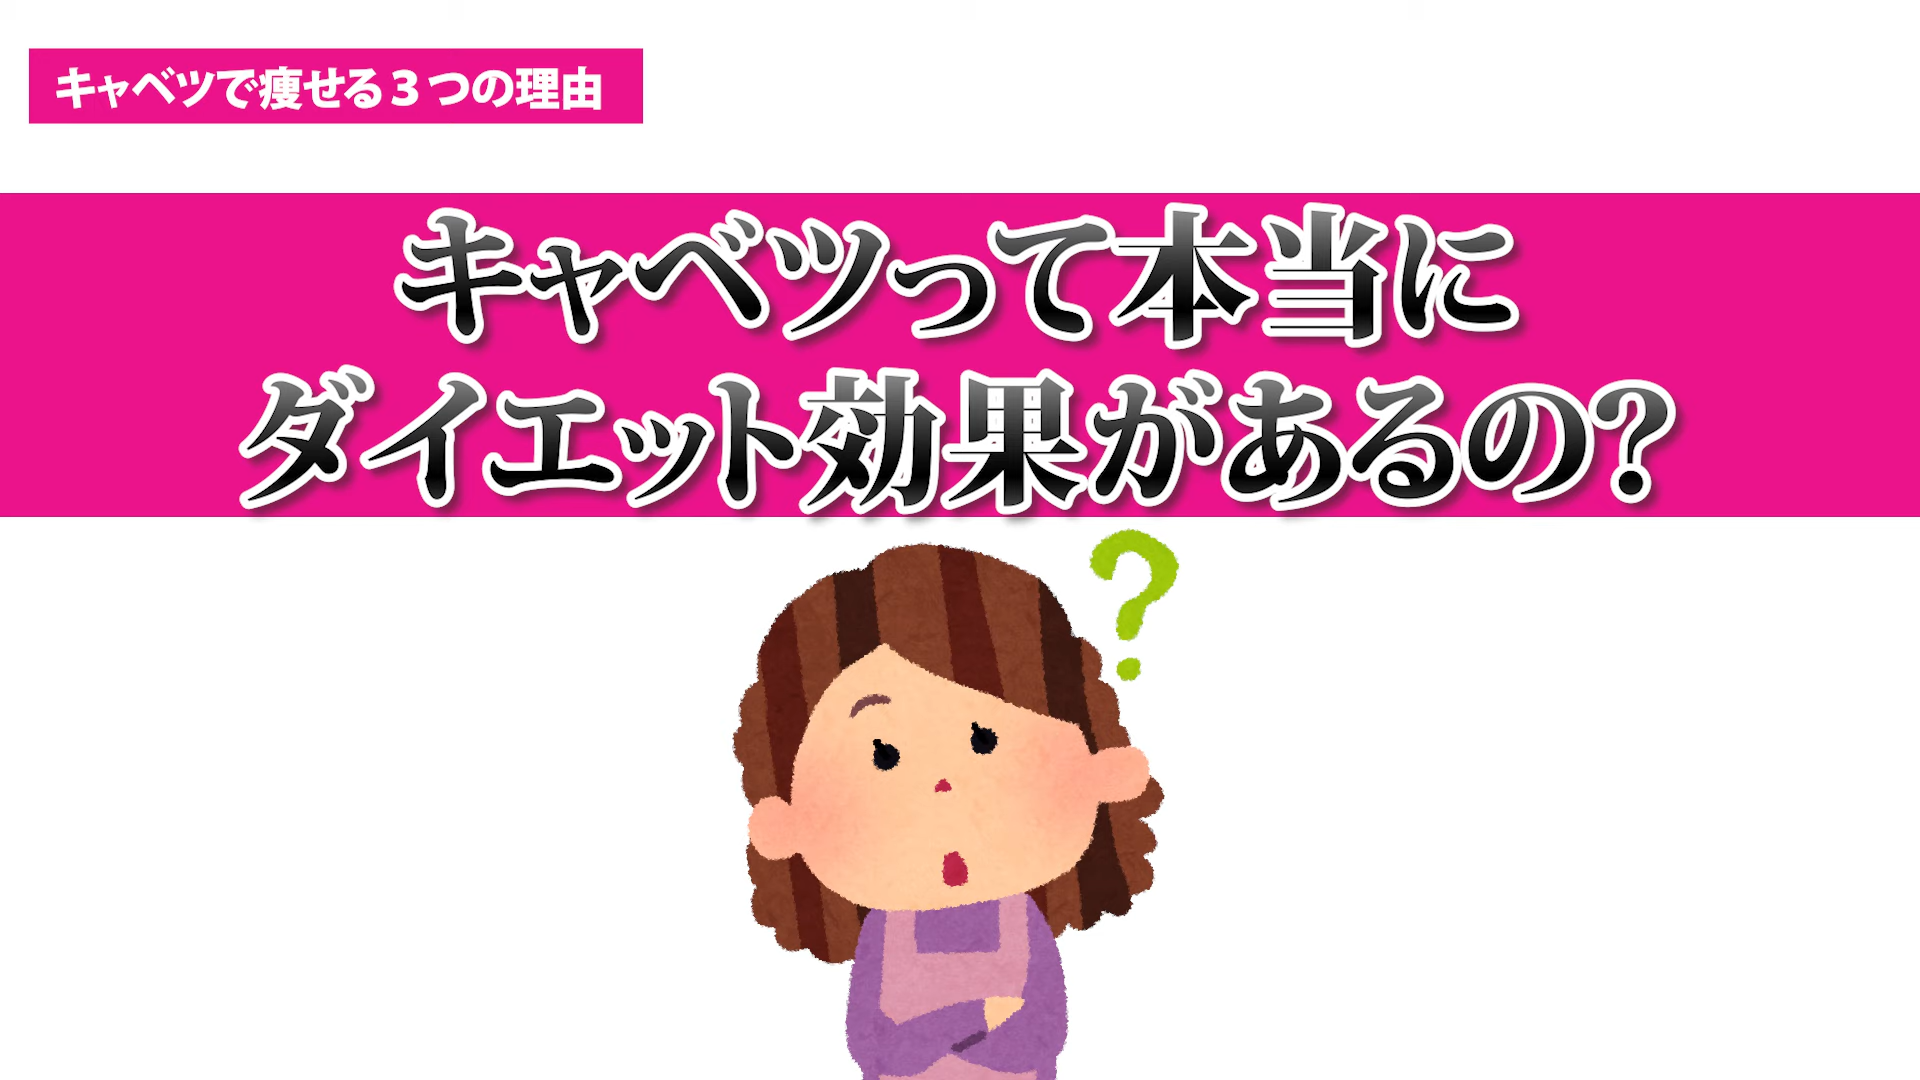 キャベツで痩せる３つの理由
キャベツって本当に
ダイエット効果があるの？
?